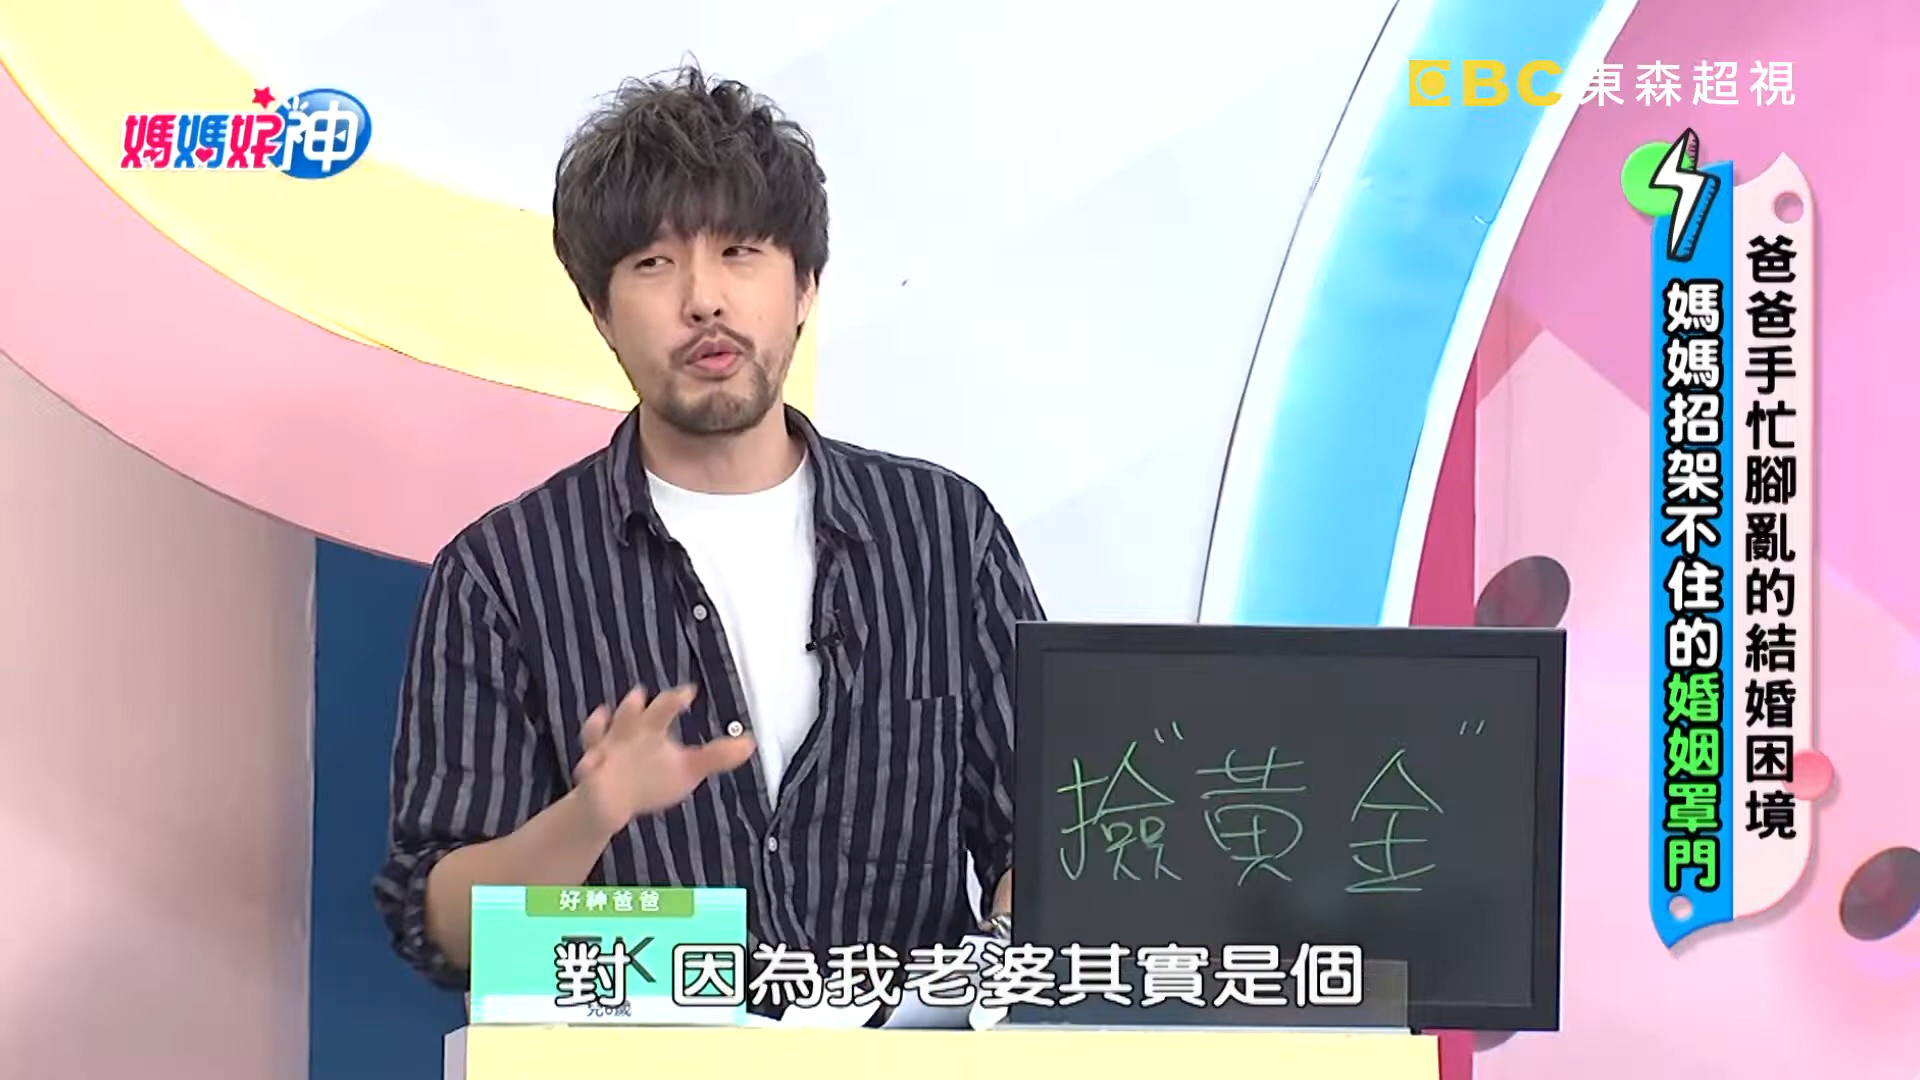 媽媽好神
EBC東森超視
爸爸手忙腳亂的結婚困境
媽媽招架不住的婚姻罩門
撿"黃金"
好神爸爸
對 因為我老婆其實是個